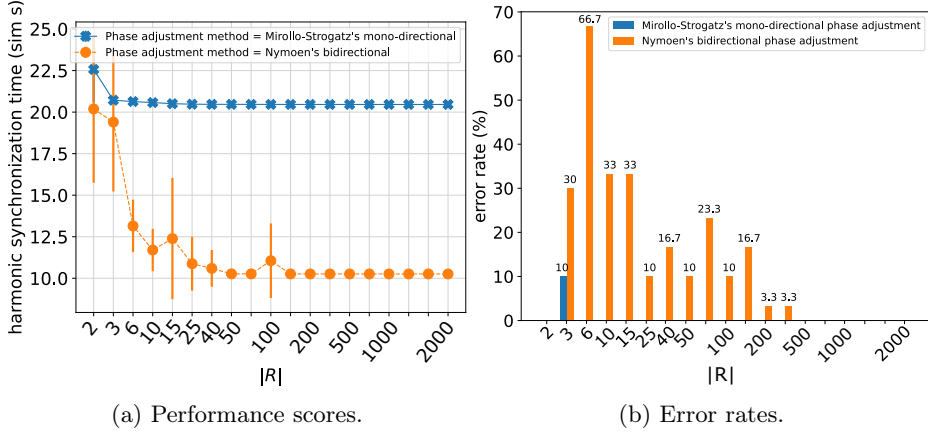 harmonic synchronization time (sim s)
25.0
22.5
20.0
17.5
15.0
12.5
10.0
Phase adjustment method = Mirollo-Strogatz's mono-directional
Phase adjustment method = Nymoen's bidirectional
2 3 6 10 15 25 40 50 100 200 500 1000 2000
|R|
(a) Performance scores.
error rate (%)
70
60
50
40
30
20
10
0
Mirollo-Strogatz's mono-directional phase adjustment
Nymoen's bidirectional phase adjustment
10 30 66.7 33 33 10 16.7 10 23.3 10 16.7 3.3 3.3
2 3 6 10 15 25 40 50 100 200 500 1000 2000
|R|
(b) Error rates.